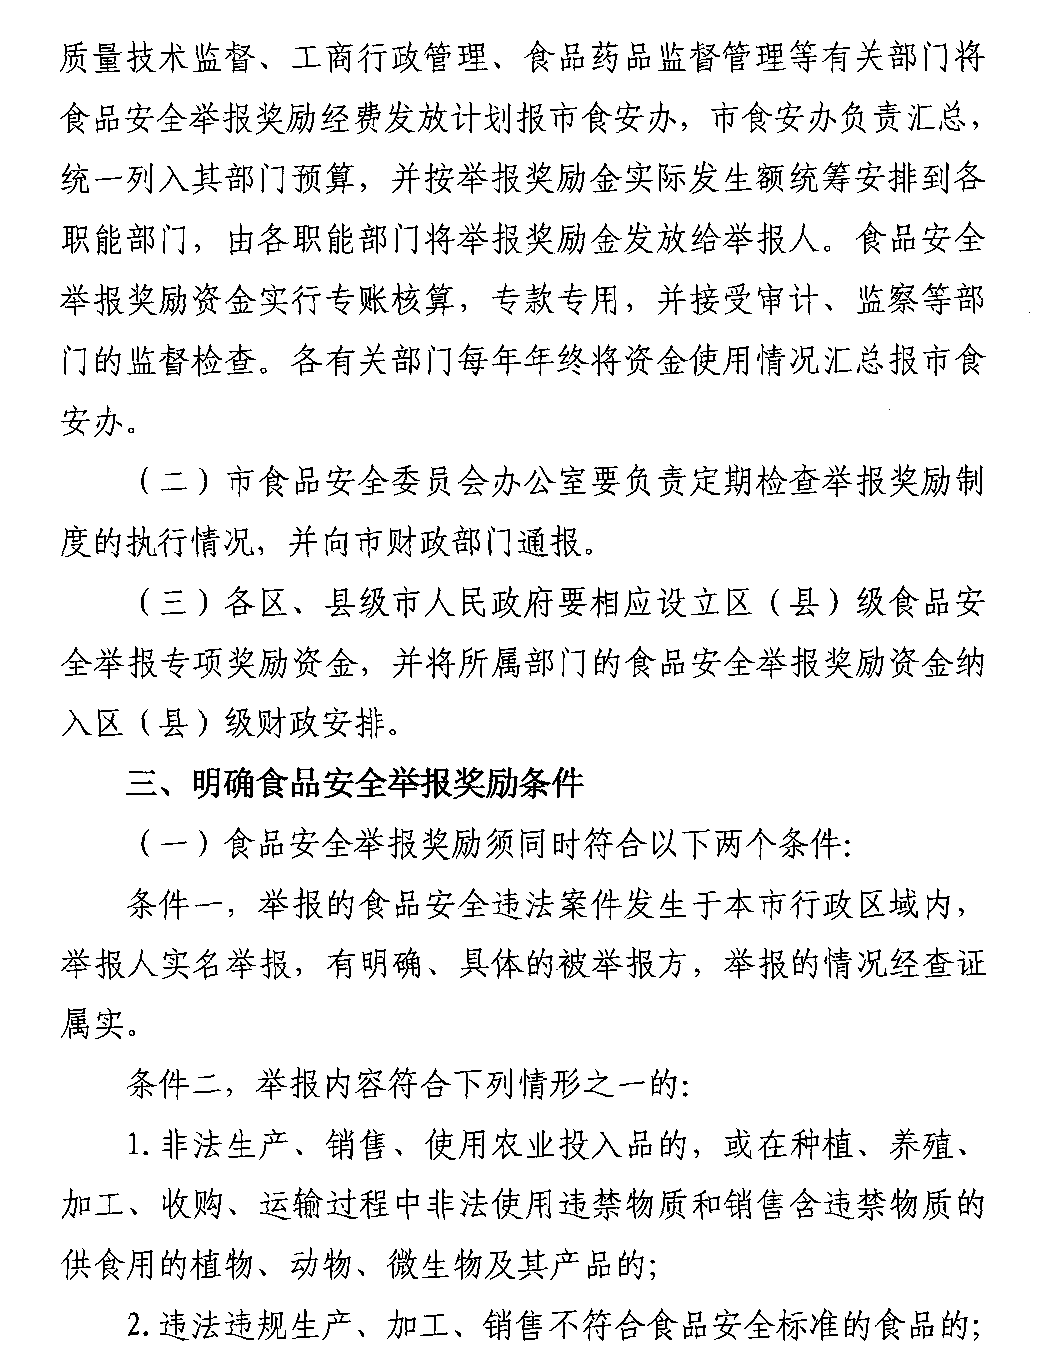 质量技术监督、工商行政管理、食品药品监督管理等有关部门将
食品安全举报奖励经费发放计划报市食安办，市食安办负责汇总，
统一列入其部门预算，并按举报奖励金实际发生额统筹安排到各
职能部门，由各职能部门将举报奖励金发放给举报人。食品安全
举报奖励资金实行专账核算，专款专用，并接受审计、监察等部
门的监督检查。各有关部门每年年终将资金使用情况汇总报市食
安办。
（二）市食品安全委员会办公室要负责定期检查举报奖励制
度的执行情况，并向市财政部门通报。
（三）各区、县级市人民政府要相应设立区（县）级食品安
全举报专项奖励资金，并将所属部门的食品安全举报奖励资金纳
入区（县）级财政安排。
三、明确食品安全举报奖励条件
（一）食品安全举报奖励须同时符合以下两个条件：
条件一，举报的食品安全违法案件发生于本市行政区域内，
举报人实名举报，有明确、具体的被举报方，举报的情况经查证
属实。
条件二，举报内容符合下列情形之一的：
1.非法生产、销售、使用农业投入品的，或在种植、养殖、
加工、收购、运输过程中非法使用违禁物质和销售含违禁物质的
供食用的植物、动物、微生物及其产品的；
2.违法违规生产、加工、销售不符合食品安全标准的食品的；